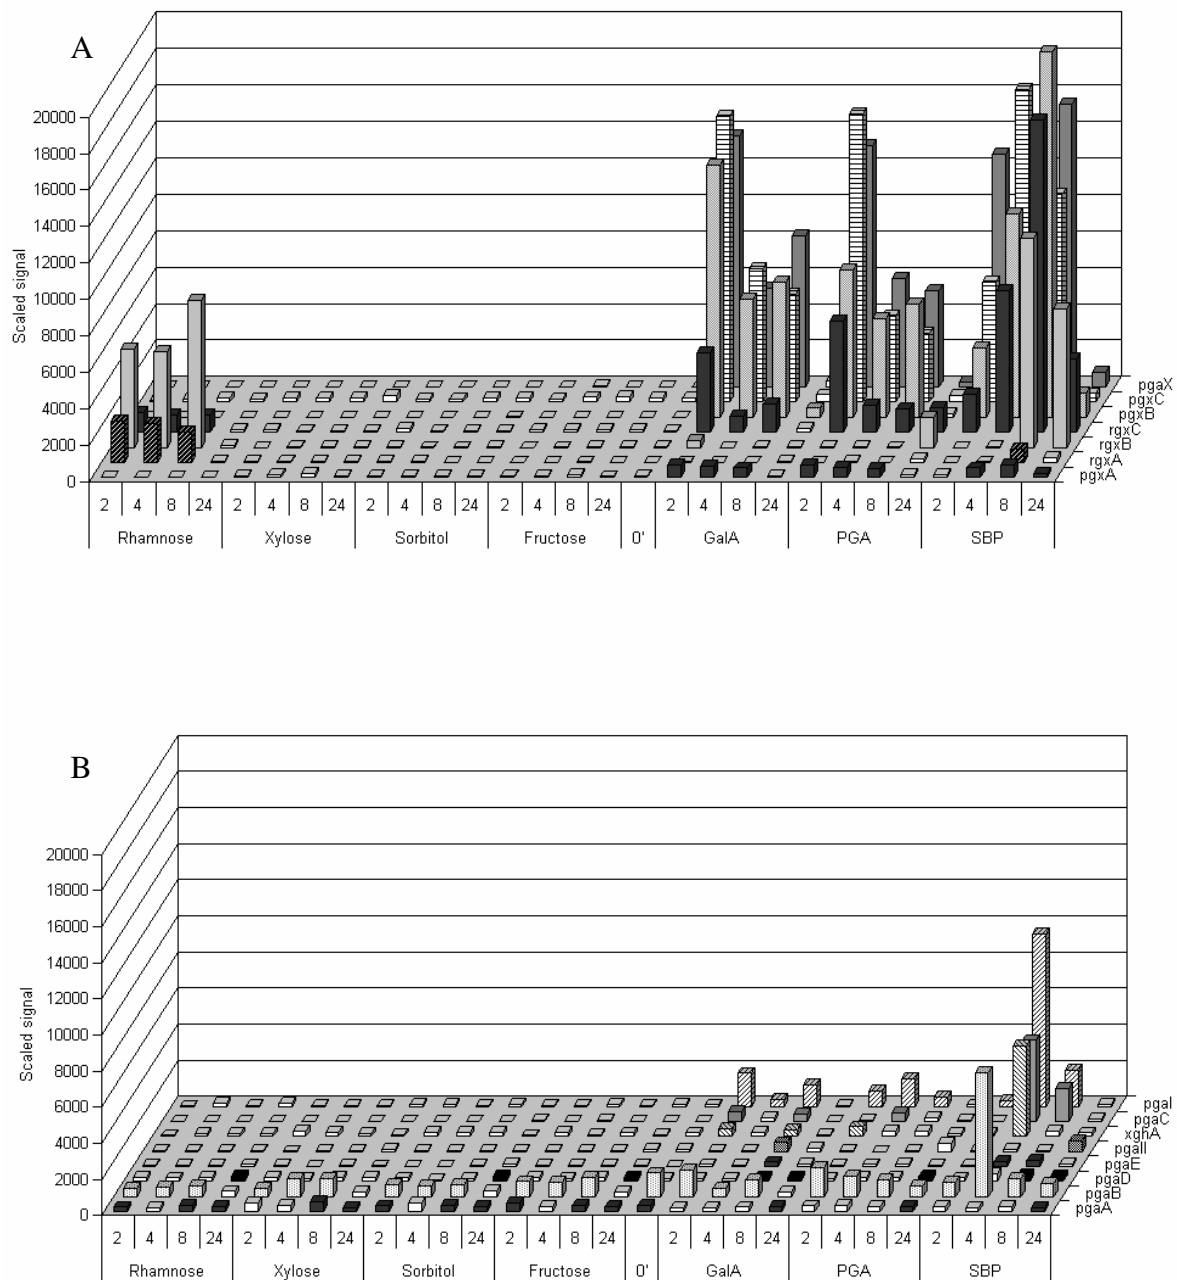 A
20000
18000
16000
14000
12000
10000
8000
6000
4000
2000
0
Scaled signal
pgaX
pgxC
pgxB
rgxC
rgxB
rgxA
pgxA
2 4 8 24 2 4 8 24 2 4 8 24 2 4 8 24 2 4 8 24 2 4 8 24 2 4 8 24
Rhamnose Xylose Sorbitol Fructose 0' GalA PGA SBP
B
20000
18000
16000
14000
12000
10000
8000
6000
4000
2000
0
Scaled signal
pgaI
pgaC
xghA
pgaII
pgaE
pgaD
pgaB
pgaA
2 4 8 24 2 4 8 24 2 4 8 24 2 4 8 24 2 4 8 24 2 4 8 24 2 4 8 24
Rhamnose Xylose Sorbitol Fructose 0' GalA PGA SBP